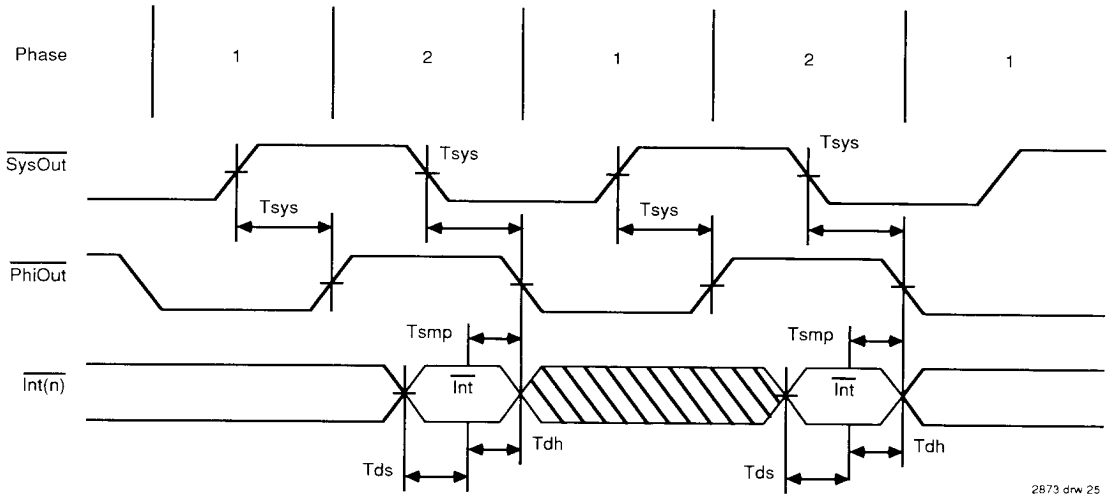 Phase
1
2
1
2
1
SysOut
Tsys
Tsys
Tsys
Tsys
PhiOut
Tsmp
Tsmp
Int(n)
Int
Int
Tdh
Tdh
Tds
Tds
2873 drw 25